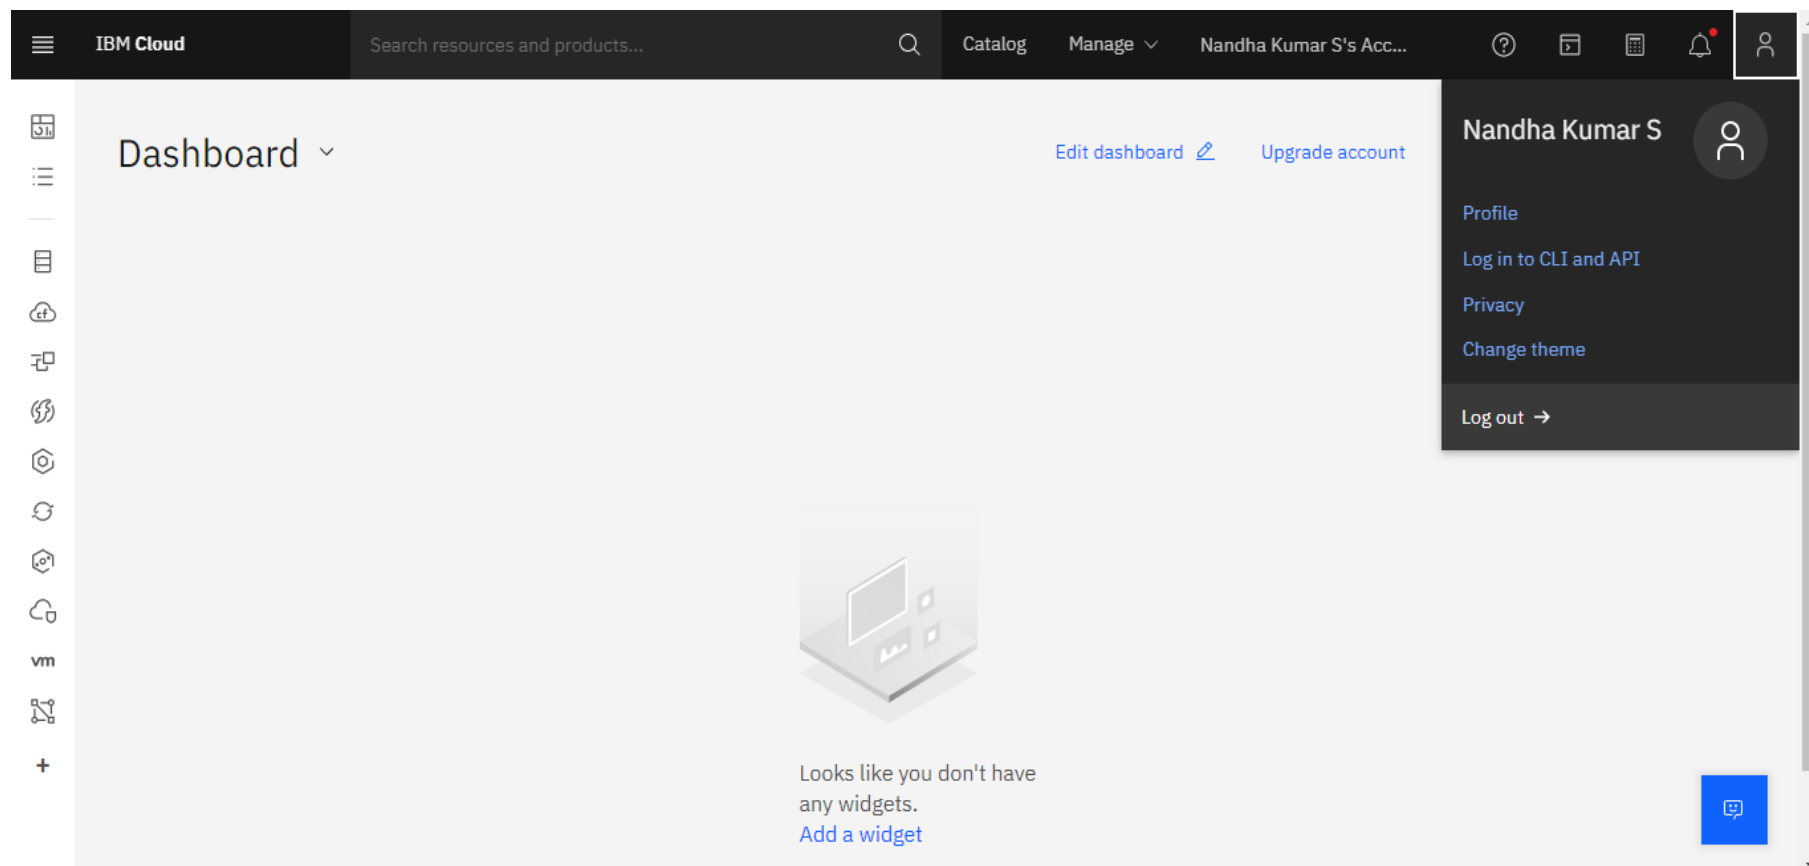 IBM Cloud
Search resources and products...
Catalog
Manage
Nandha Kumar S's Acc...
Dashboard
Edit dashboard
Upgrade account
Nandha Kumar S
Profile
Log in to CLI and API
Privacy
Change theme
Log out
cf
vm
Looks like you don't have
any widgets.
Add a widget